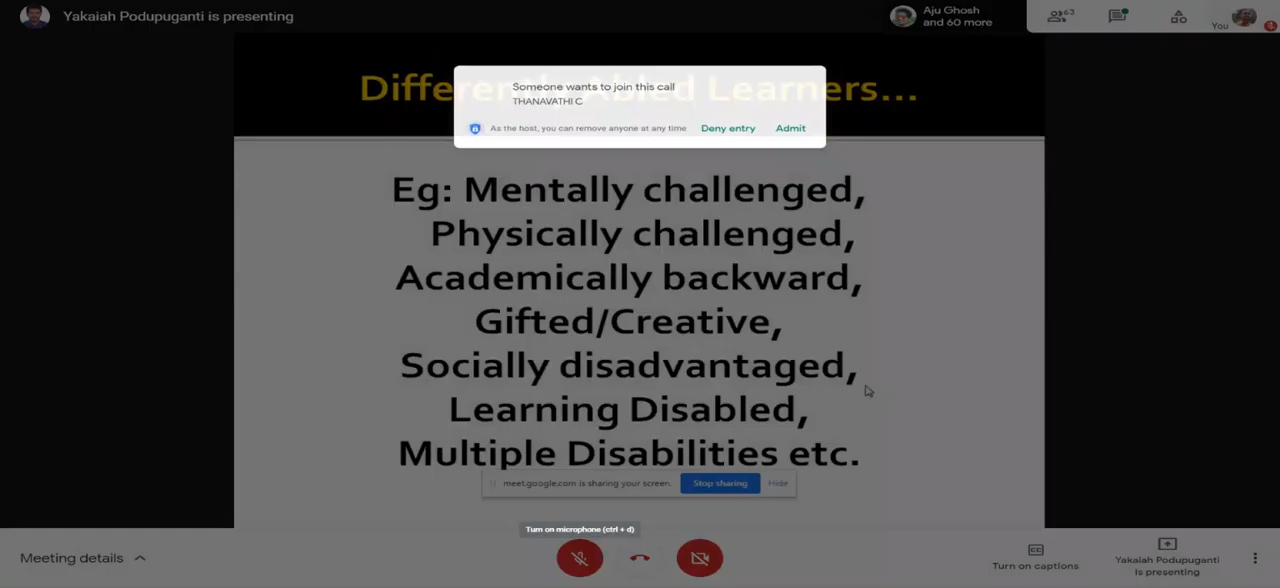 Yakaiah Podupuganti is presenting
Aju Ghosh
and 60 more
63
You
Differently Abled Learners...
Someone wants to join this call
THANAVATHI C
As the host, you can remove anyone at any time
Deny entry
Admit
Eg: Mentally challenged,
Physically challenged,
Academically backward,
Gifted/Creative,
Socially disadvantaged,
Learning Disabled,
Multiple Disabilities etc.
meet.google.com is sharing your screen.
Stop sharing
Hide
Turn on microphone (ctrl + d)
Meeting details
Turn on captions
Yakaiah Podupuganti
is presenting